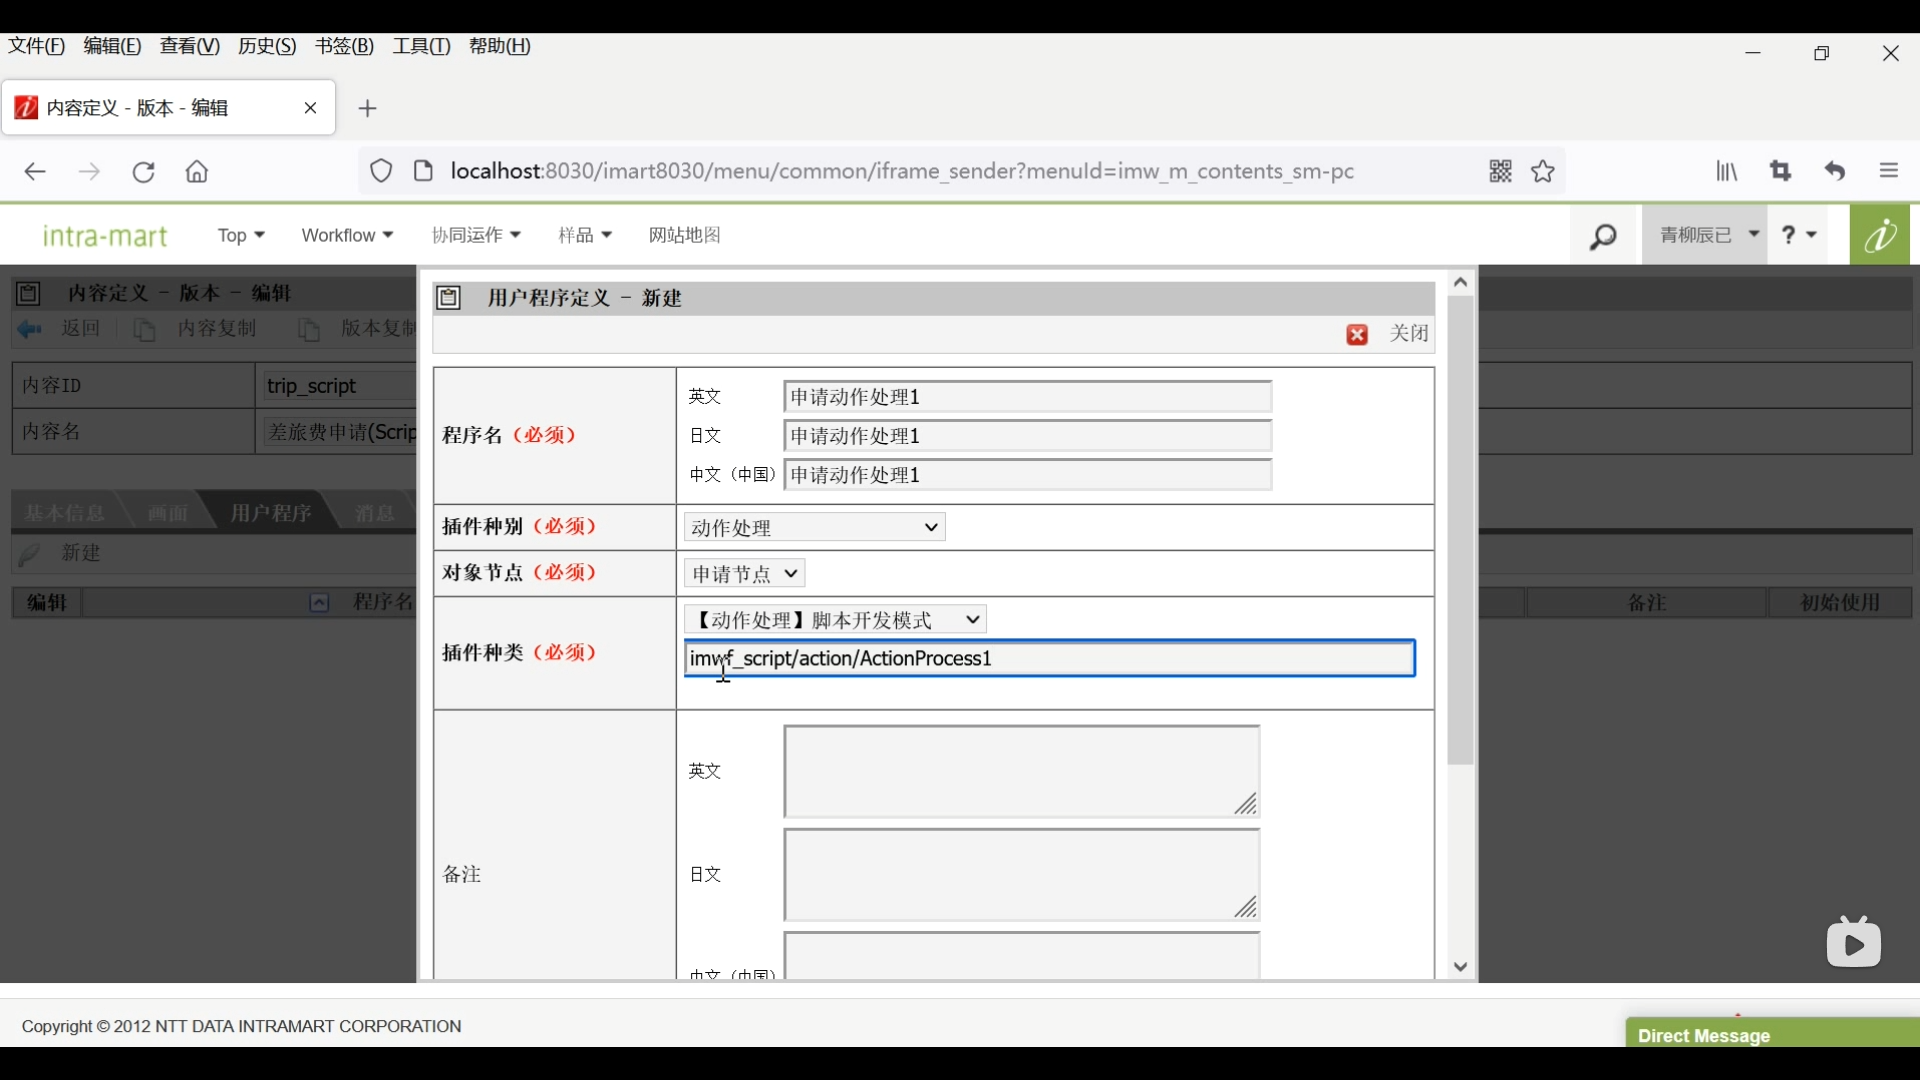 文件(F) 编辑(E) 查看(V) 历史(S) 书签(B) 工具(T) 帮助(H)
内容定义 - 版本 - 编辑
localhost:8030/imart8030/menu/common/iframe_sender?menuId=imw_m_contents_sm-pc
intra-mart Top Workflow 协同运作 样品 网站地图 青柳辰已 ?
内容定义 - 版本 - 编辑
返回 内容复制 版本复制
内容ID trip_script
内容名 差旅费申请(Scrip
基本信息 画面 用户程序 消息
新建
编辑 程序名 备注 初始使用
用户程序定义 - 新建
关闭
程序名（必须）
英文 申请动作处理1
日文 申请动作处理1
中文（中国） 申请动作处理1
插件种别（必须） 动作处理
对象节点（必须） 申请节点
插件种类（必须） 【动作处理】脚本开发模式
imwf_script/action/ActionProcess1
备注
英文
日文
中文（中国）
Copyright © 2012 NTT DATA INTRAMART CORPORATION
Direct Message